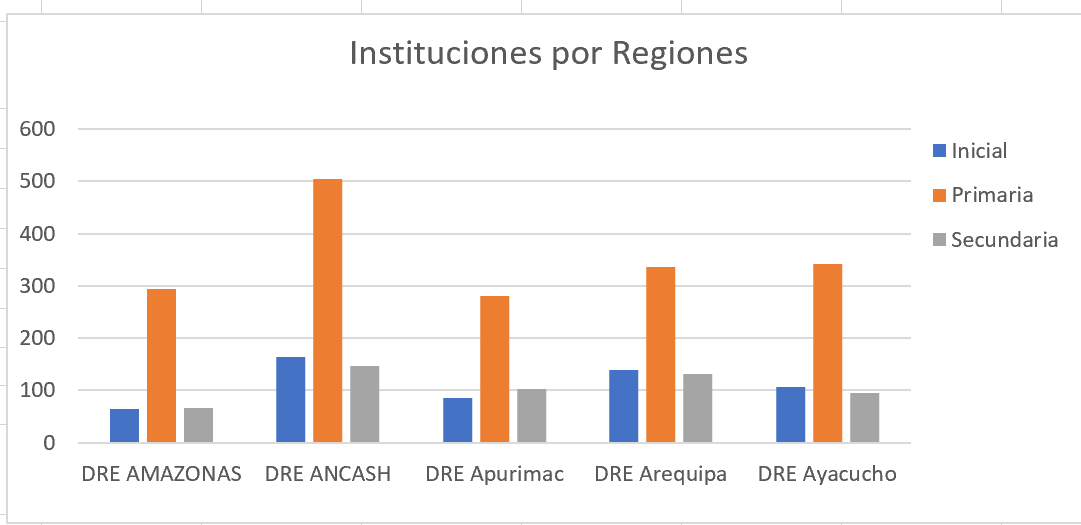 Instituciones por Regiones
600
500
400
300
200
100
0
Inicial
Primaria
Secundaria
DRE AMAZONAS DRE ANCASH DRE Apurimac DRE Arequipa DRE Ayacucho